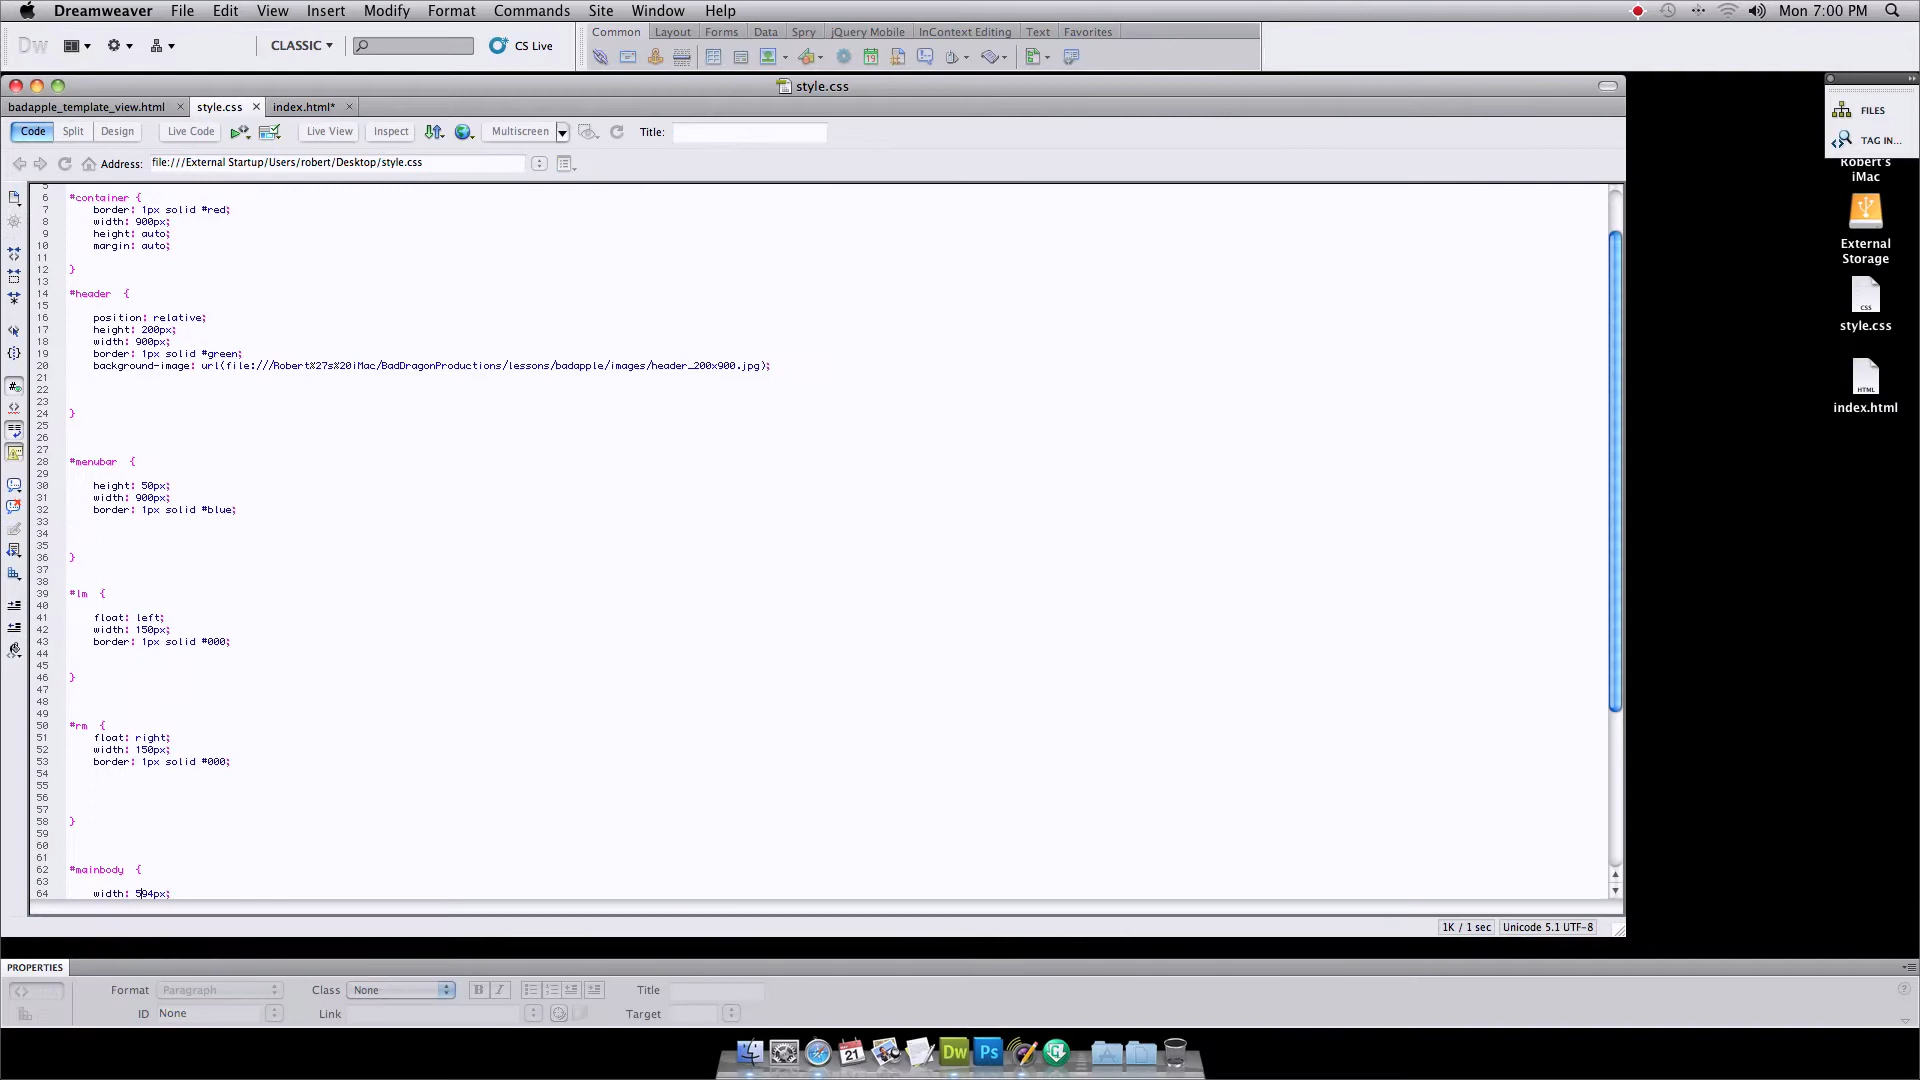 Dreamweaver File Edit View Insert Modify Format Commands Site Window Help Mon 7:00 PM
Dw CLASSIC CS Live
Common Layout Forms Data Spry jQuery Mobile InContext Editing Text Favorites
style.css
badapple_template_view.html style.css index.html*
Code Split Design Live Code Live View Inspect Multiscreen Title:
Address: file:///External Startup/Users/robert/Desktop/style.css
5
6 #container {
7 border: 1px solid #red;
8 width: 900px;
9 height: auto;
10 margin: auto;
11
12 }
13
14 #header {
15
16 position: relative;
17 height: 200px;
18 width: 900px;
19 border: 1px solid #green;
20 background-image: url(file:///Robert%27s%20iMac/BadDragonProductions/lessons/badapple/images/header_200x900.jpg);
21
22
23
24 }
25
26
27
28 #menubar {
29
30 height: 50px;
31 width: 900px;
32 border: 1px solid #blue;
33
34
35
36 }
37
38
39 #lm {
40
41 float: left;
42 width: 150px;
43 border: 1px solid #000;
44
45
46 }
47
48
49
50 #rm {
51 float: right;
52 width: 150px;
53 border: 1px solid #000;
54
55
56
57
58 }
59
60
61
62 #mainbody {
63
64 width: 594px;
1K / 1 sec Unicode 5.1 UTF-8
PROPERTIES
Format Paragraph Class None B I Title
ID None Link Target
FILES
TAG IN...
Robert's
iMac
External
Storage
CSS
style.css
HTML
index.html
21 Dw Ps